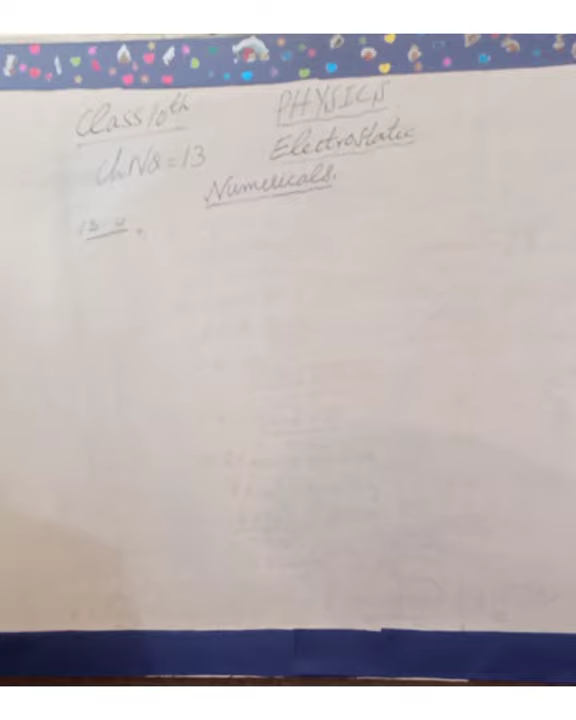 Class 10th PHYSICS
Ch No = 13 Electrostatic
Numericals.